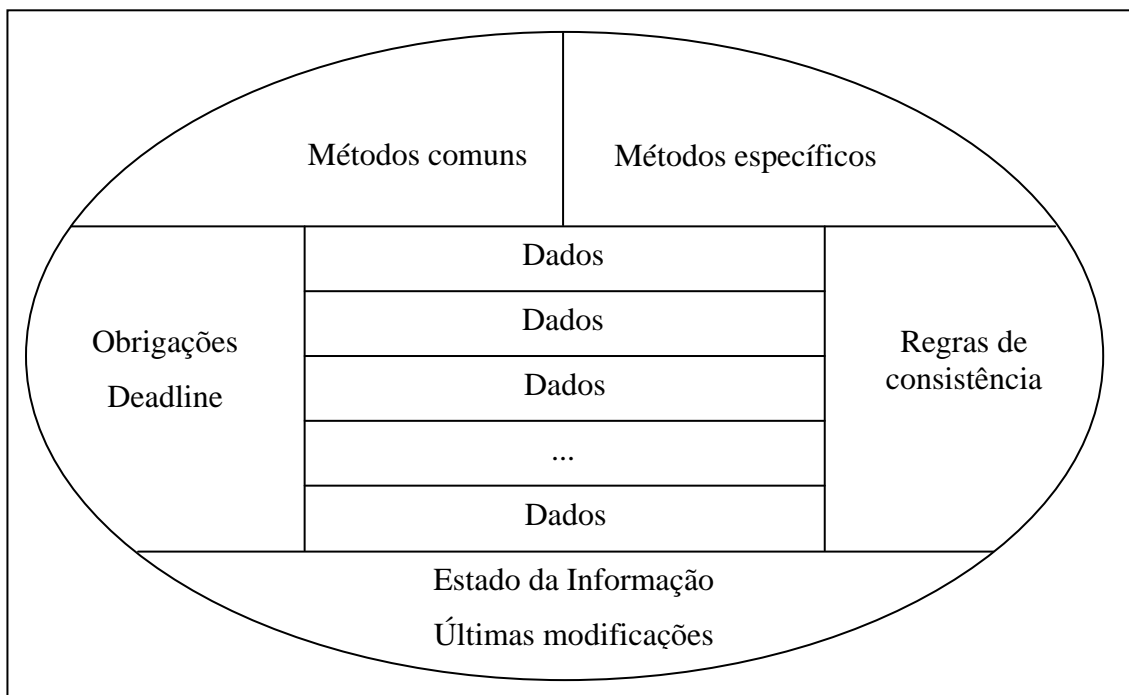 Métodos comuns
Métodos específicos
Dados
Dados
Dados
...
Dados
Obrigações
Deadline
Regras de
consistência
Estado da Informação
Últimas modificações